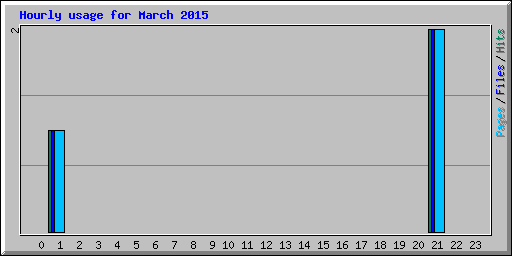 Hourly usage for March 2015
2
Pages/Files/Hits
0 1 2 3 4 5 6 7 8 9 10 11 12 13 14 15 16 17 18 19 20 21 22 23